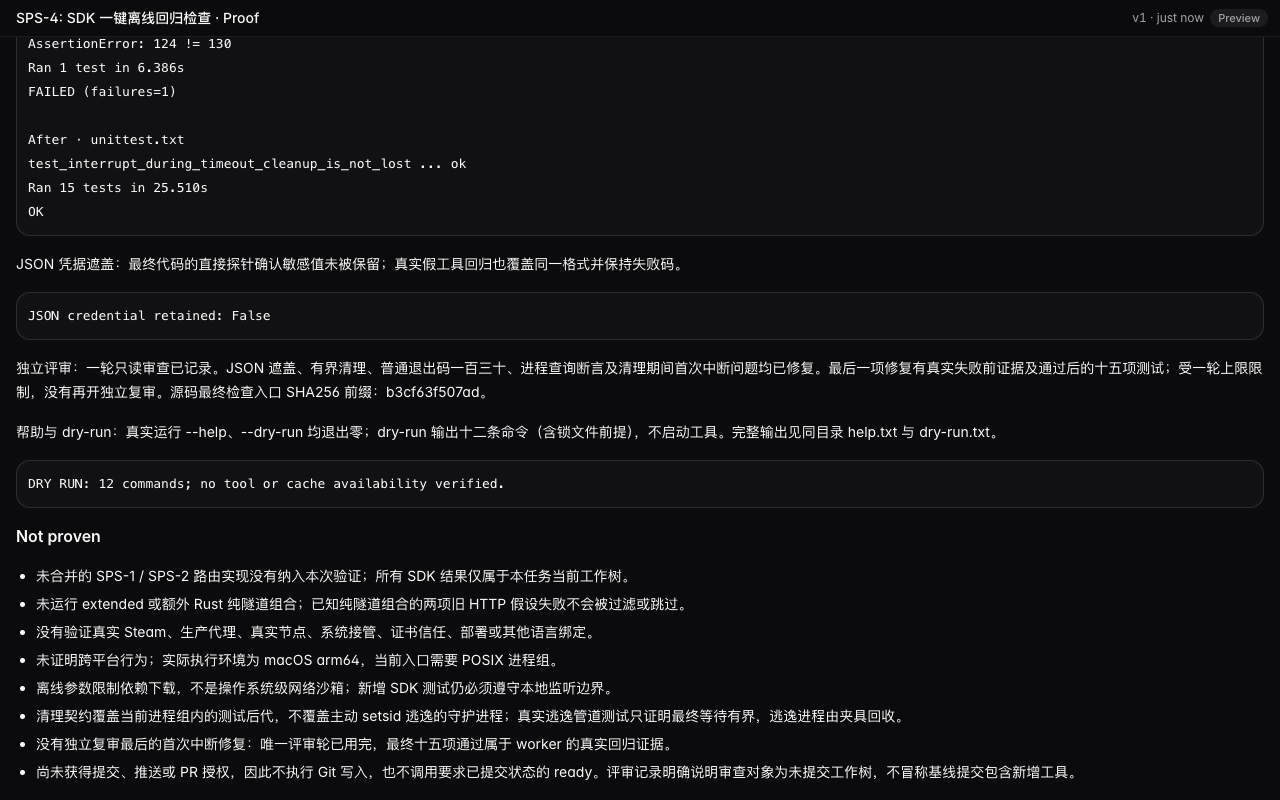 SPS-4: SDK 一键离线回归检查 · Proof
v1 · just now
Preview
AssertionError: 124 != 130
Ran 1 test in 6.386s
FAILED (failures=1)
After · unittest.txt
test_interrupt_during_timeout_cleanup_is_not_lost ... ok
Ran 15 tests in 25.510s
OK
JSON 凭据遮盖：最终代码的直接探针确认敏感值未被保留；真实假工具回归也覆盖同一格式并保持失败码。
JSON credential retained: False
独立评审：一轮只读审查已记录。JSON 遮盖、有界清理、普通退出码一百三十、进程查询断言及清理期间首次中断问题均已修复。最后一项修复有真实失败前证据及通过后的十五项测试；受一轮上限限
制，没有再开独立复审。源码最终检查入口 SHA256 前缀：b3cf63f507ad。
帮助与 dry-run：真实运行 --help、--dry-run 均退出零；dry-run 输出十二条命令（含锁文件前提），不启动工具。完整输出见同目录 help.txt 与 dry-run.txt。
DRY RUN: 12 commands; no tool or cache availability verified.
Not proven
• 未合并的 SPS-1 / SPS-2 路由实现没有纳入本次验证；所有 SDK 结果仅属于本任务当前工作树。
• 未运行 extended 或额外 Rust 纯隧道组合；已知纯隧道组合的两项旧 HTTP 假设失败不会被过滤或跳过。
• 没有验证真实 Steam、生产代理、真实节点、系统接管、证书信任、部署或其他语言绑定。
• 未证明跨平台行为；实际执行环境为 macOS arm64，当前入口需要 POSIX 进程组。
• 离线参数限制依赖下载，不是操作系统级网络沙箱；新增 SDK 测试仍必须遵守本地监听边界。
• 清理契约覆盖当前进程组内的测试后代，不覆盖主动 setsid 逃逸的守护进程；真实逃逸管道测试只证明最终等待有界，逃逸进程由夹具回收。
• 没有独立复审最后的首次中断修复：唯一评审轮已用完，最终十五项通过属于 worker 的真实回归证据。
• 尚未获得提交、推送或 PR 授权，因此不执行 Git 写入，也不调用要求已提交状态的 ready。评审记录明确说明审查对象为未提交工作树，不冒称基线提交包含新增工具。